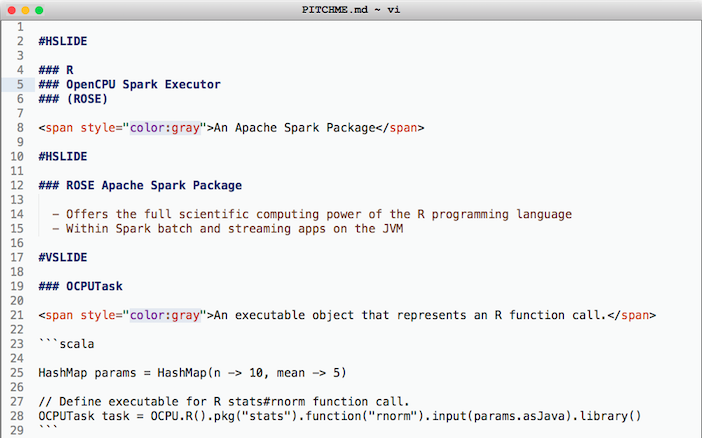 PITCHME.md ~ vi
1
2 #HSLIDE
3
4 ### R
5 ### OpenCPU Spark Executor
6 ### (ROSE)
7
8 <span style="color:gray">An Apache Spark Package</span>
9
10 #HSLIDE
11
12 ### ROSE Apache Spark Package
13
14   - Offers the full scientific computing power of the R programming language
15   - Within Spark batch and streaming apps on the JVM
16
17 #VSLIDE
18
19 ### OCPUTask
20
21 <span style="color:gray">An executable object that represents an R function call.</span>
22
23 ```scala
24
25 HashMap params = HashMap(n -> 10, mean -> 5)
26
27 // Define executable for R stats#rnorm function call.
28 OCPUTask task = OCPU.R().pkg("stats").function("rnorm").input(params.asJava).library()
29 ```